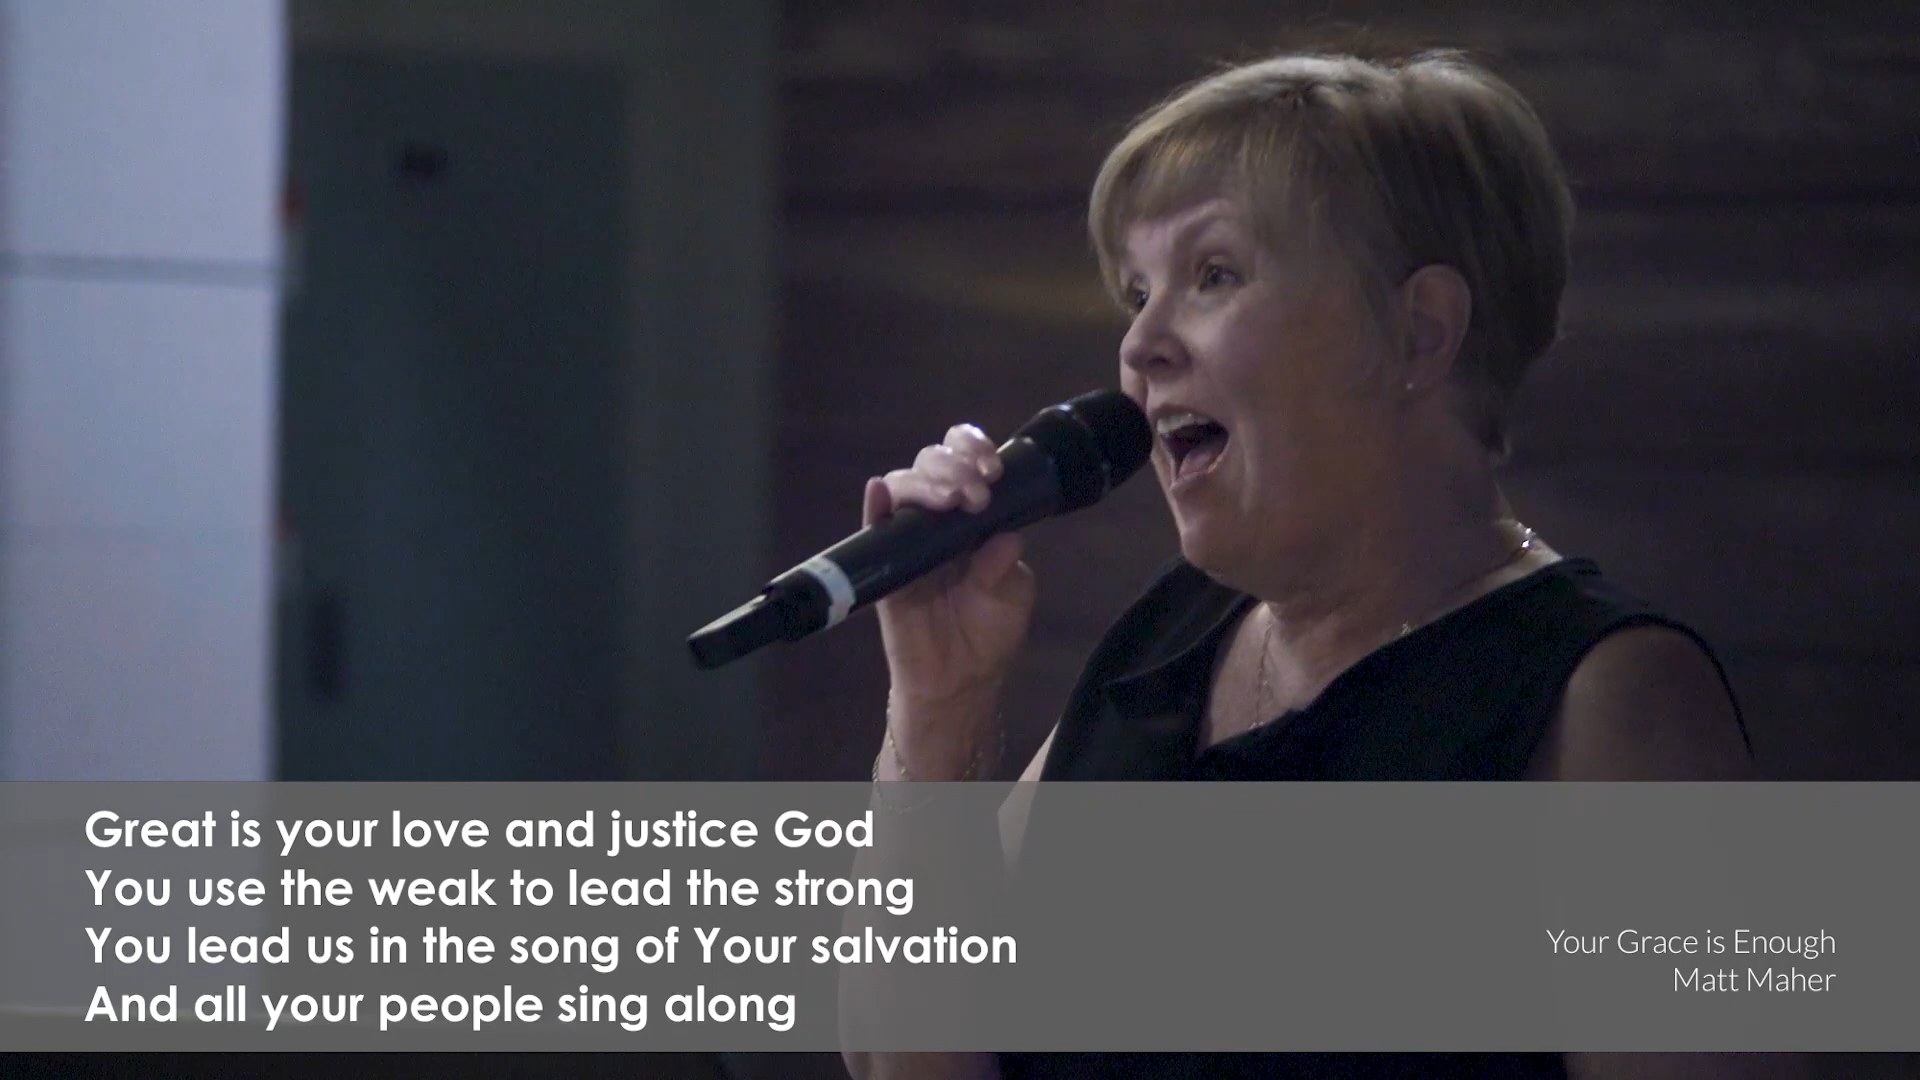 Great is your love and justice God
You use the weak to lead the strong
You lead us in the song of Your salvation
And all your people sing along
Your Grace is Enough
Matt Maher